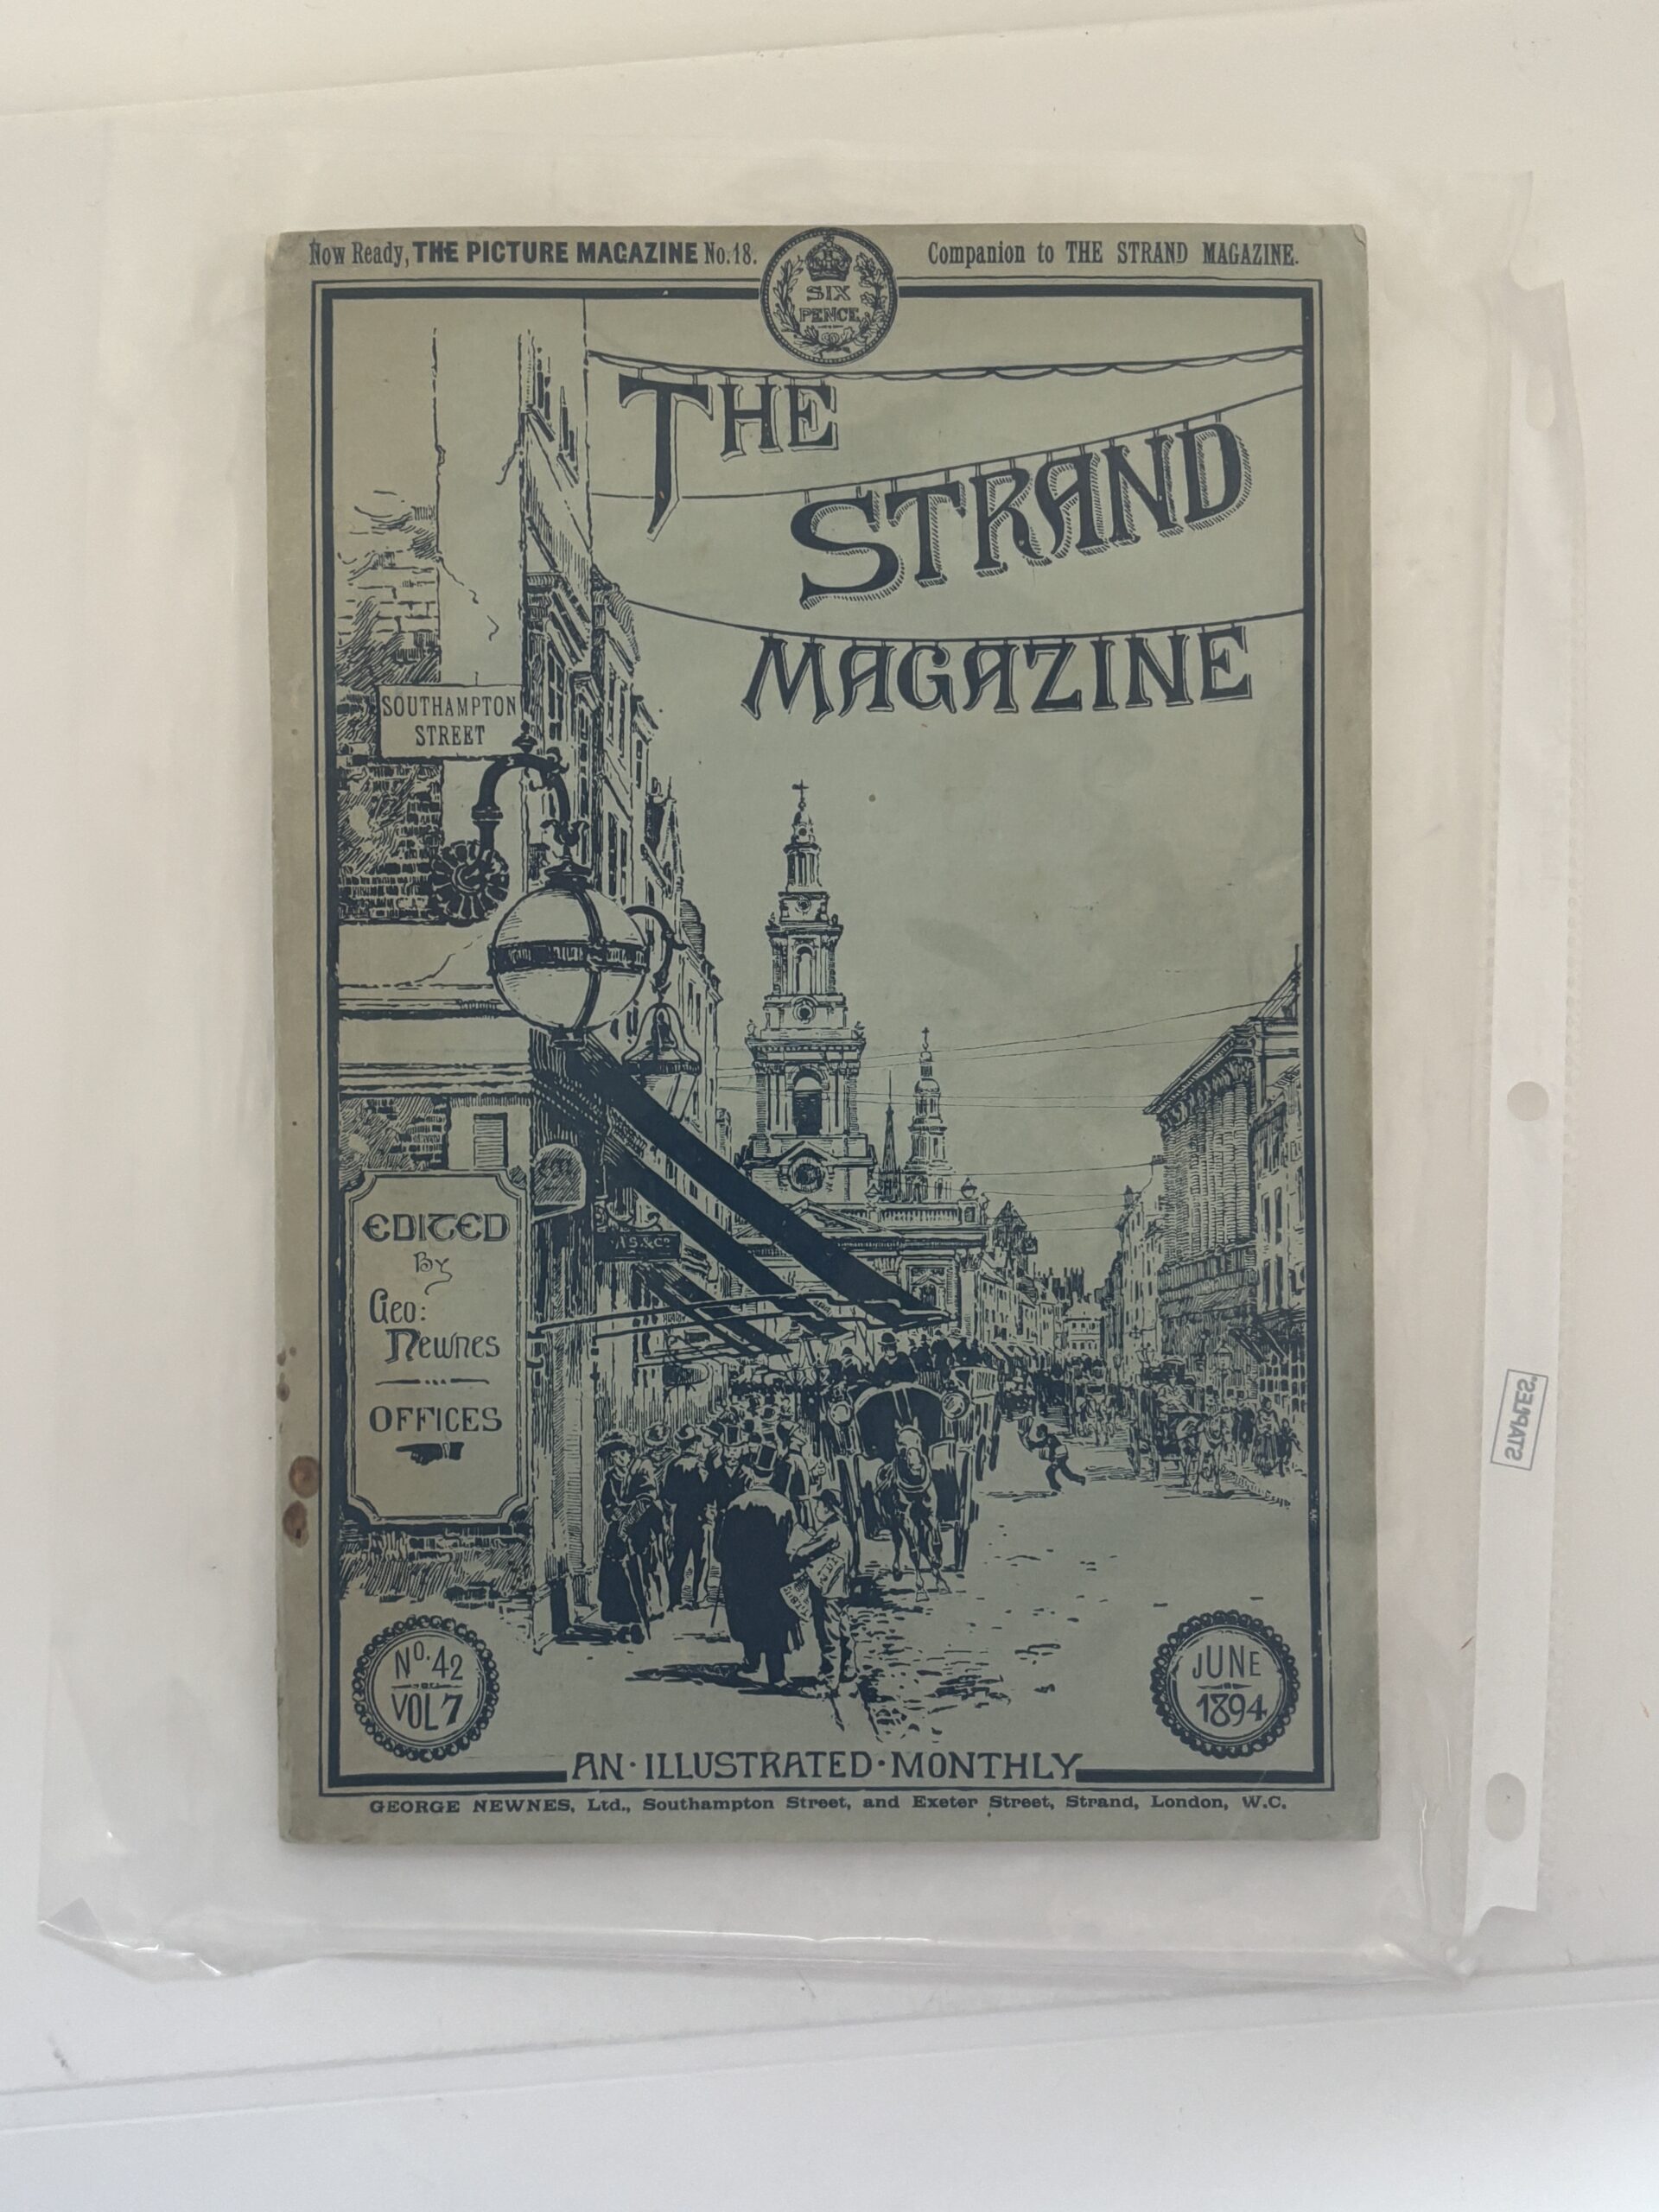 Now Ready, THE PICTURE MAGAZINE No. 18. Companion to THE STRAND MAGAZINE.
SIX
PENCE
THE
STRAND
MAGAZINE
SOUTHAMPTON
STREET
EDITED
By
Geo:
Newnes
OFFICES
No. 42
VOL 7
JUNE
1894
AN·ILLUSTRATED·MONTHLY
GEORGE NEWNES, Ltd., Southampton Street, and Exeter Street, Strand, London, W.C.
STAPLES